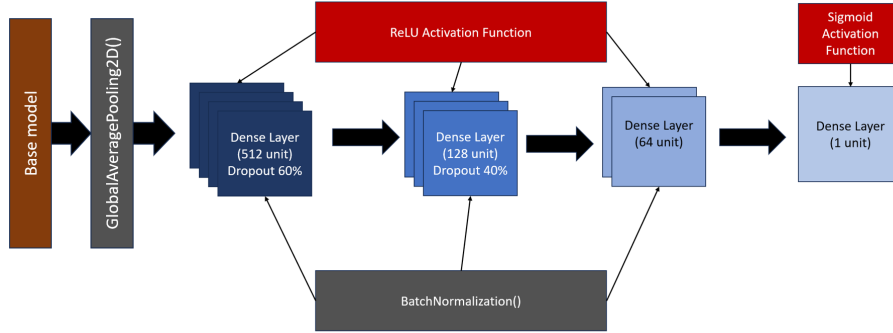 Base model
GlobalAveragePooling2D()
ReLU Activation Function
Sigmoid
Activation
Function
Dense Layer
(512 unit)
Dropout 60%
Dense Layer
(128 unit)
Dropout 40%
Dense Layer
(64 unit)
Dense Layer
(1 unit)
BatchNormalization()